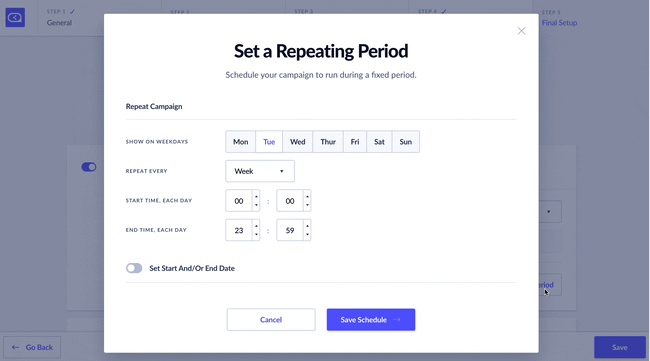 STEP 1 ✓
General
STEP 2
STEP 3
STEP 4 ✓
STEP 5
Final Setup
Set a Repeating Period
Schedule your campaign to run during a fixed period.
Repeat Campaign
SHOW ON WEEKDAYS Mon Tue Wed Thur Fri Sat Sun
REPEAT EVERY Week
START TIME, EACH DAY 00 : 00
END TIME, EACH DAY 23 : 59
Set Start And/Or End Date
Cancel Save Schedule →
← Go Back Save